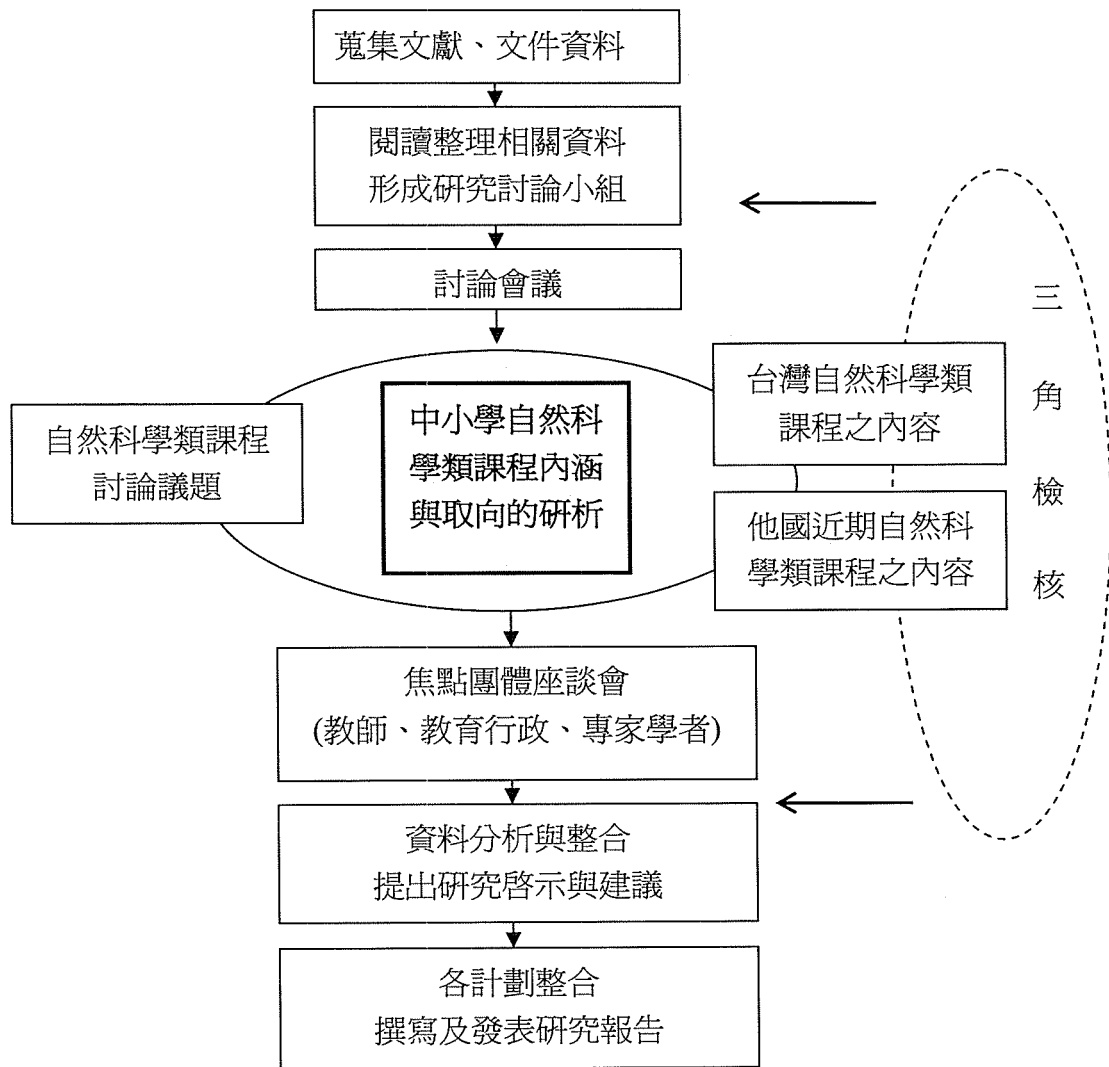 蒐集文獻、文件資料
閱讀整理相關資料
形成研究討論小組
討論會議
自然科學類課程
討論議題
中小學自然科
學類課程內涵
與取向的研析
台灣自然科學類
課程之內容
他國近期自然科
學類課程之內容
三
角
檢
核
焦點團體座談會
(教師、教育行政、專家學者)
資料分析與整合
提出研究啓示與建議
各計劃整合
撰寫及發表研究報告